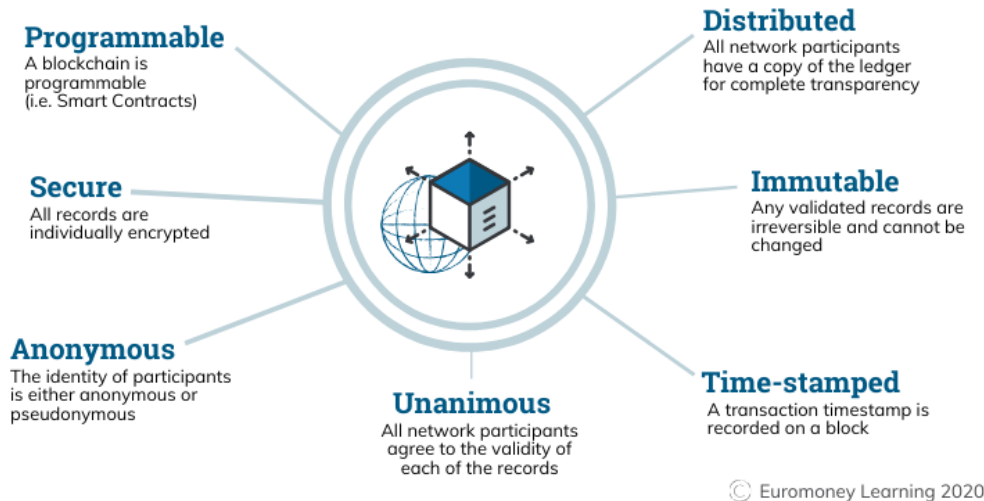 Programmable
A blockchain is
programmable
(i.e. Smart Contracts)
Distributed
All network participants
have a copy of the ledger
for complete transparency
Secure
All records are
individually encrypted
Immutable
Any validated records are
irreversible and cannot be
changed
Anonymous
The identity of participants
is either anonymous or
pseudonymous
Unanimous
All network participants
agree to the validity of
each of the records
Time-stamped
A transaction timestamp is
recorded on a block
© Euromoney Learning 2020